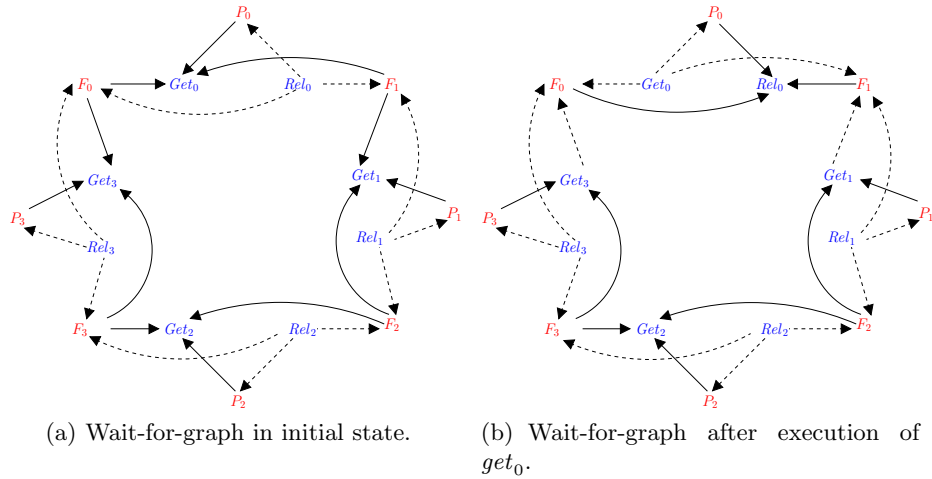 P₀ P₀
F₀ Get₀ Rel₀ F₁ F₀ Get₀ Rel₀ F₁
Get₃ Get₁ Get₃ Get₁
P₃ P₁ P₃ P₁
Rel₃ Rel₁ Rel₃ Rel₁
F₃ Get₂ Rel₂ F₂ F₃ Get₂ Rel₂ F₂
P₂ P₂
(a) Wait-for-graph in initial state.
(b) Wait-for-graph after execution of
get₀.